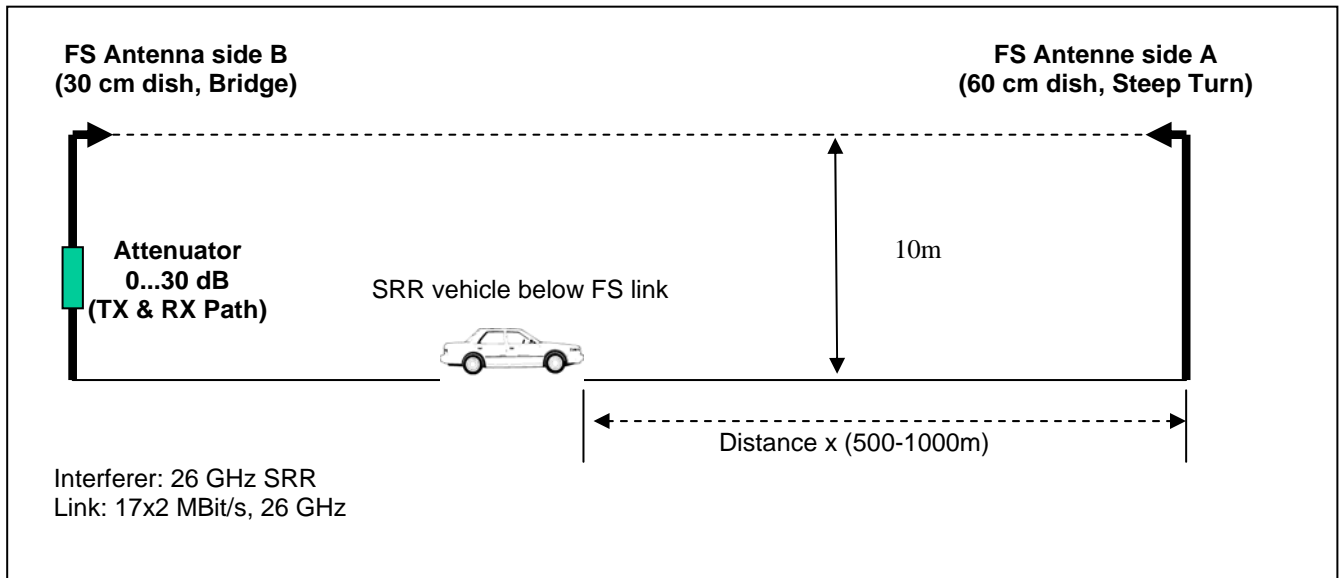 FS Antenna side B
(30 cm dish, Bridge)
FS Antenne side A
(60 cm dish, Steep Turn)
Attenuator
0...30 dB
(TX & RX Path)
SRR vehicle below FS link
10m
Distance x (500-1000m)
Interferer: 26 GHz SRR
Link: 17x2 MBit/s, 26 GHz